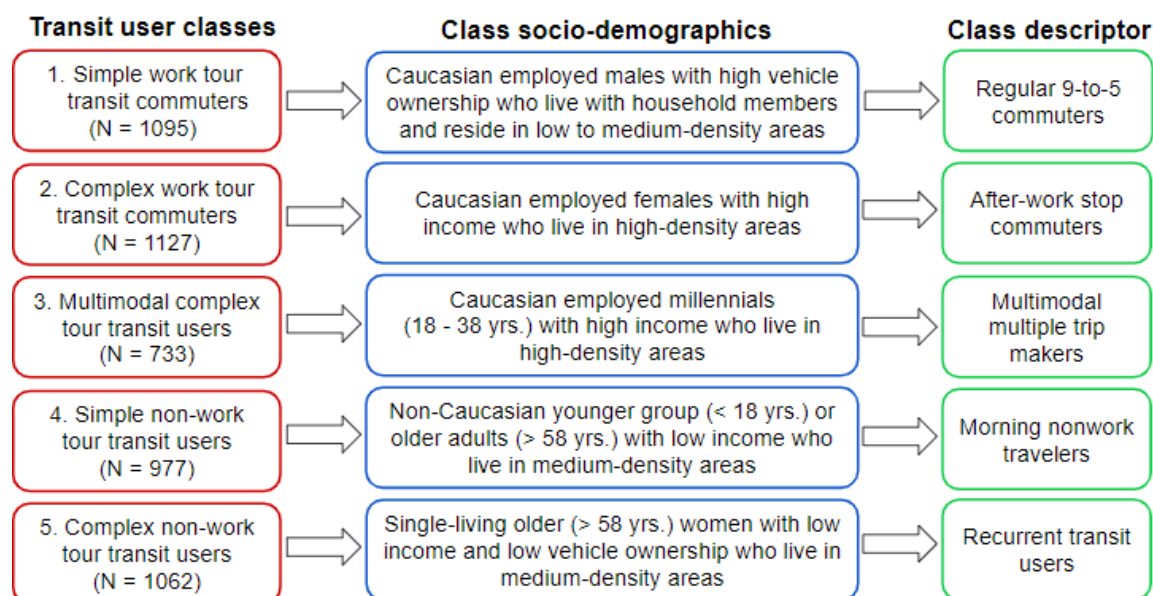 Transit user classes
Class socio-demographics
Class descriptor
1. Simple work tour
transit commuters
(N = 1095)
Caucasian employed males with high vehicle
ownership who live with household members
and reside in low to medium-density areas
Regular 9-to-5
commuters
2. Complex work tour
transit commuters
(N = 1127)
Caucasian employed females with high
income who live in high-density areas
After-work stop
commuters
3. Multimodal complex
tour transit users
(N = 733)
Caucasian employed millennials
(18 - 38 yrs.) with high income who live in
high-density areas
Multimodal
multiple trip
makers
4. Simple non-work
tour transit users
(N = 977)
Non-Caucasian younger group (< 18 yrs.) or
older adults (> 58 yrs.) with low income who
live in medium-density areas
Morning nonwork
travelers
5. Complex non-work
tour transit users
(N = 1062)
Single-living older (> 58 yrs.) women with low
income and low vehicle ownership who live in
medium-density areas
Recurrent transit
users